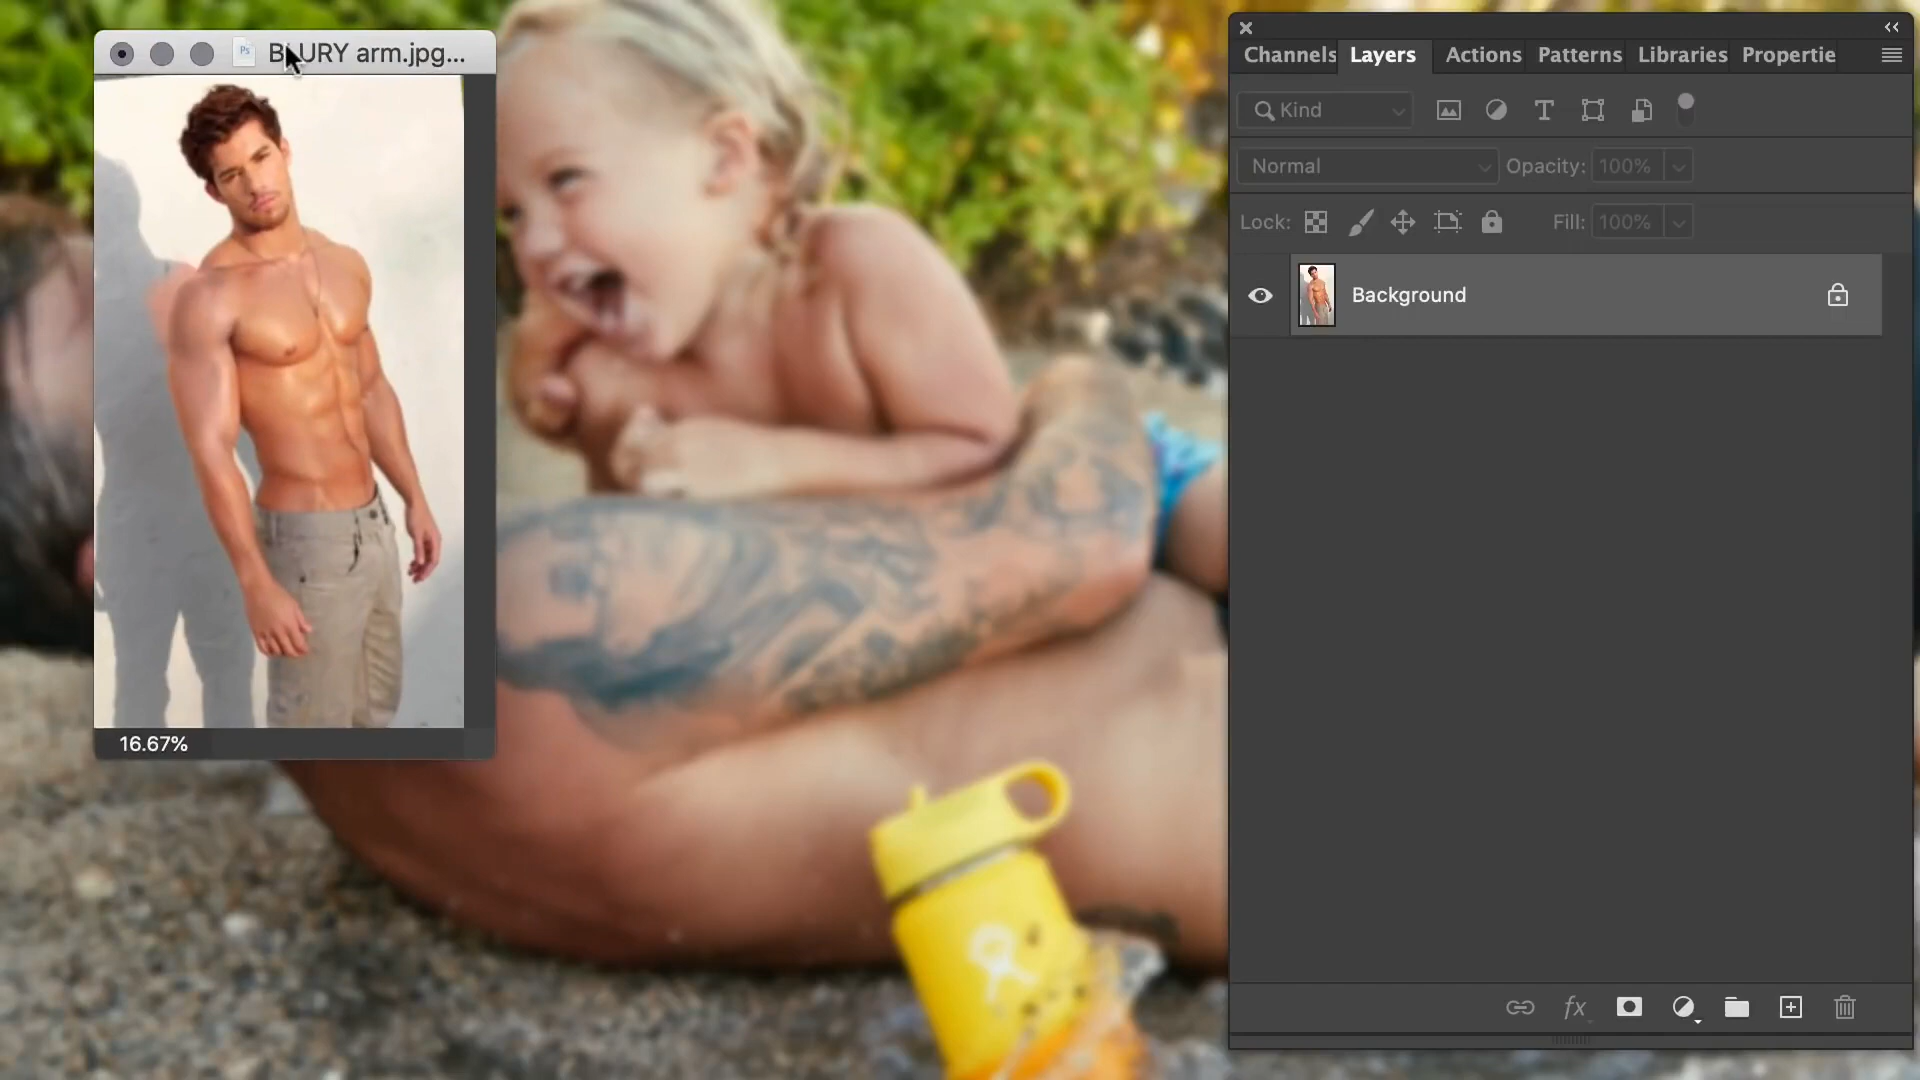 BLURY arm.jpg...
16.67%
Channels Layers Actions Patterns Libraries Propertie
Kind
Normal Opacity: 100%
Lock: Fill: 100%
Background
fx